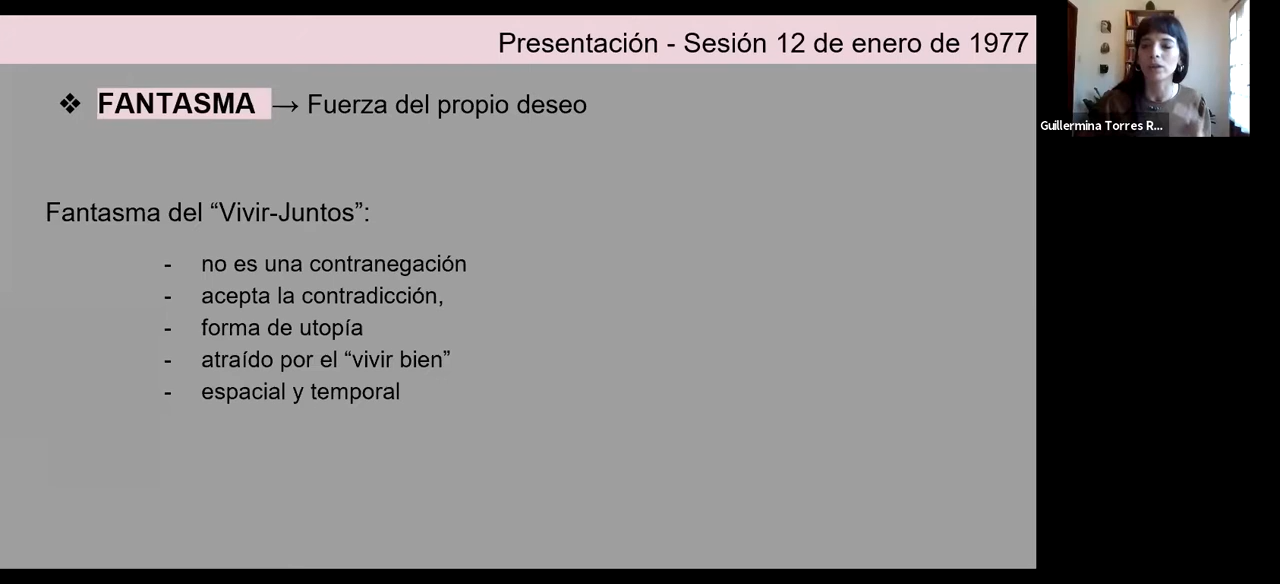 Presentación - Sesión 12 de enero de 1977
❖ FANTASMA → Fuerza del propio deseo
Fantasma del “Vivir-Juntos”:
- no es una contranegación
- acepta la contradicción,
- forma de utopía
- atraído por el “vivir bien”
- espacial y temporal
Guillermina Torres R...